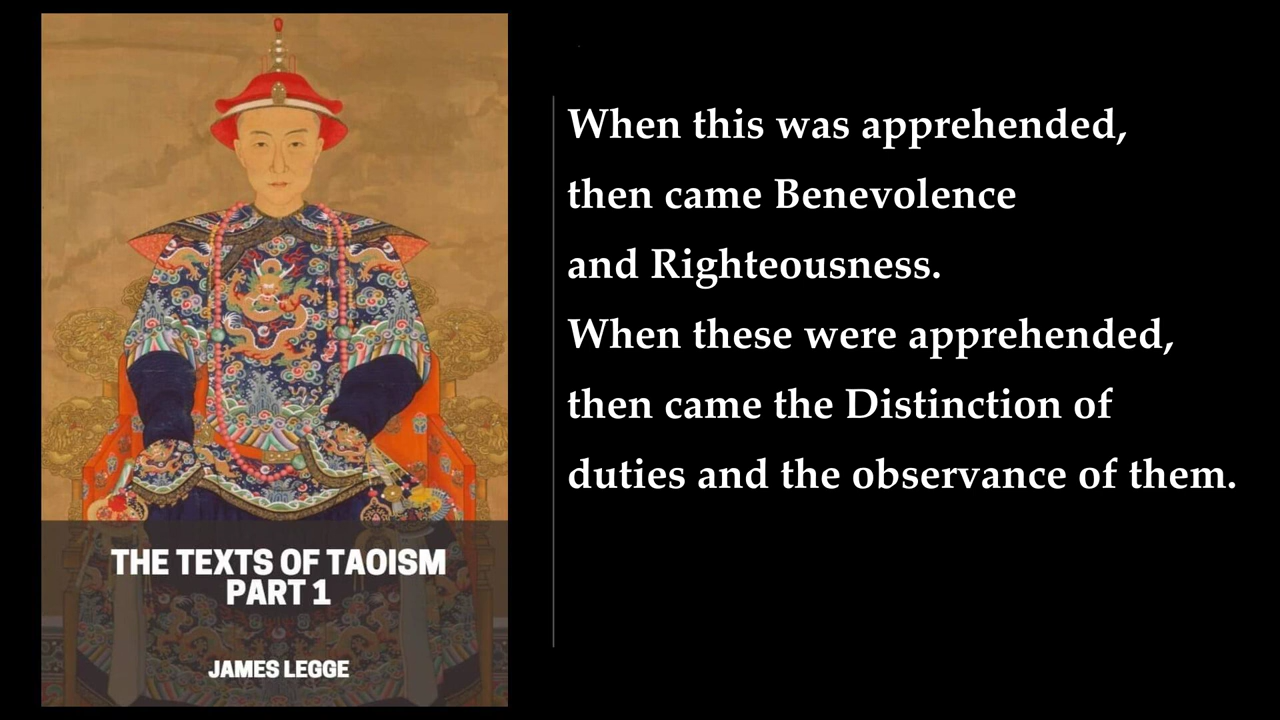 THE TEXTS OF TAOISM
PART 1
JAMES LEGGE
When this was apprehended,
then came Benevolence
and Righteousness.
When these were apprehended,
then came the Distinction of
duties and the observance of them.